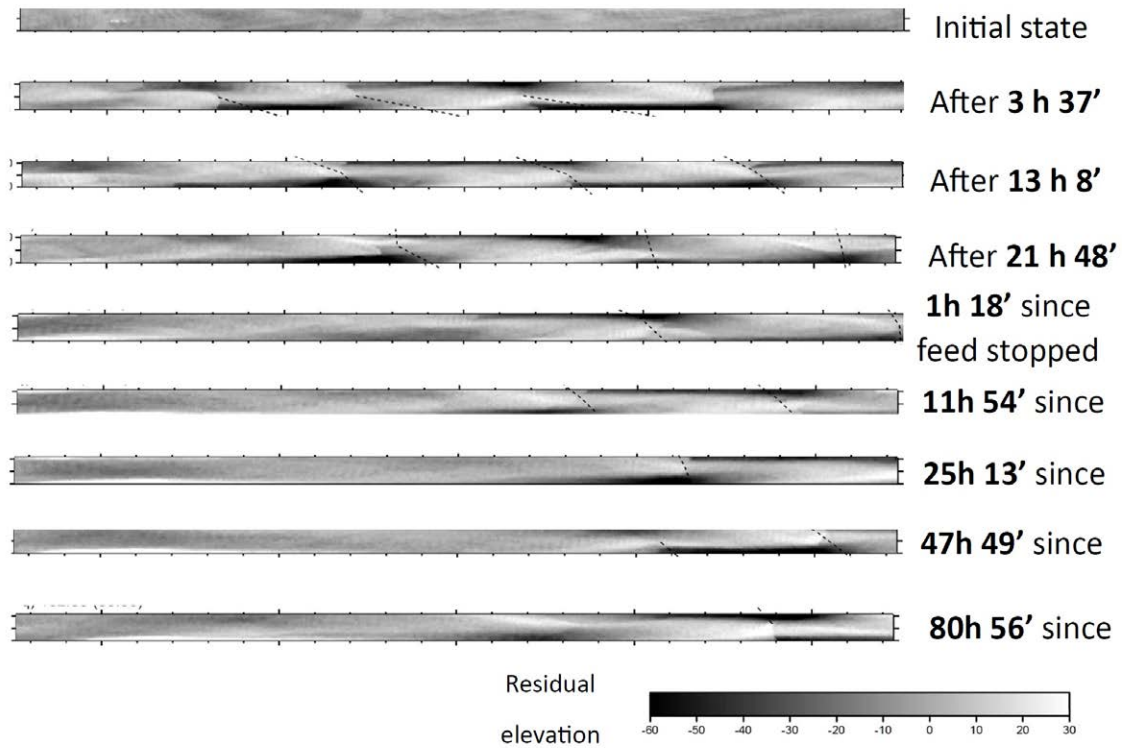 Initial state
After 3 h 37’
After 13 h 8’
After 21 h 48’
1h 18’ since
feed stopped
11h 54’ since
25h 13’ since
47h 49’ since
80h 56’ since
Residual
elevation
-60 -50 -40 -30 -20 -10 0 10 20 30